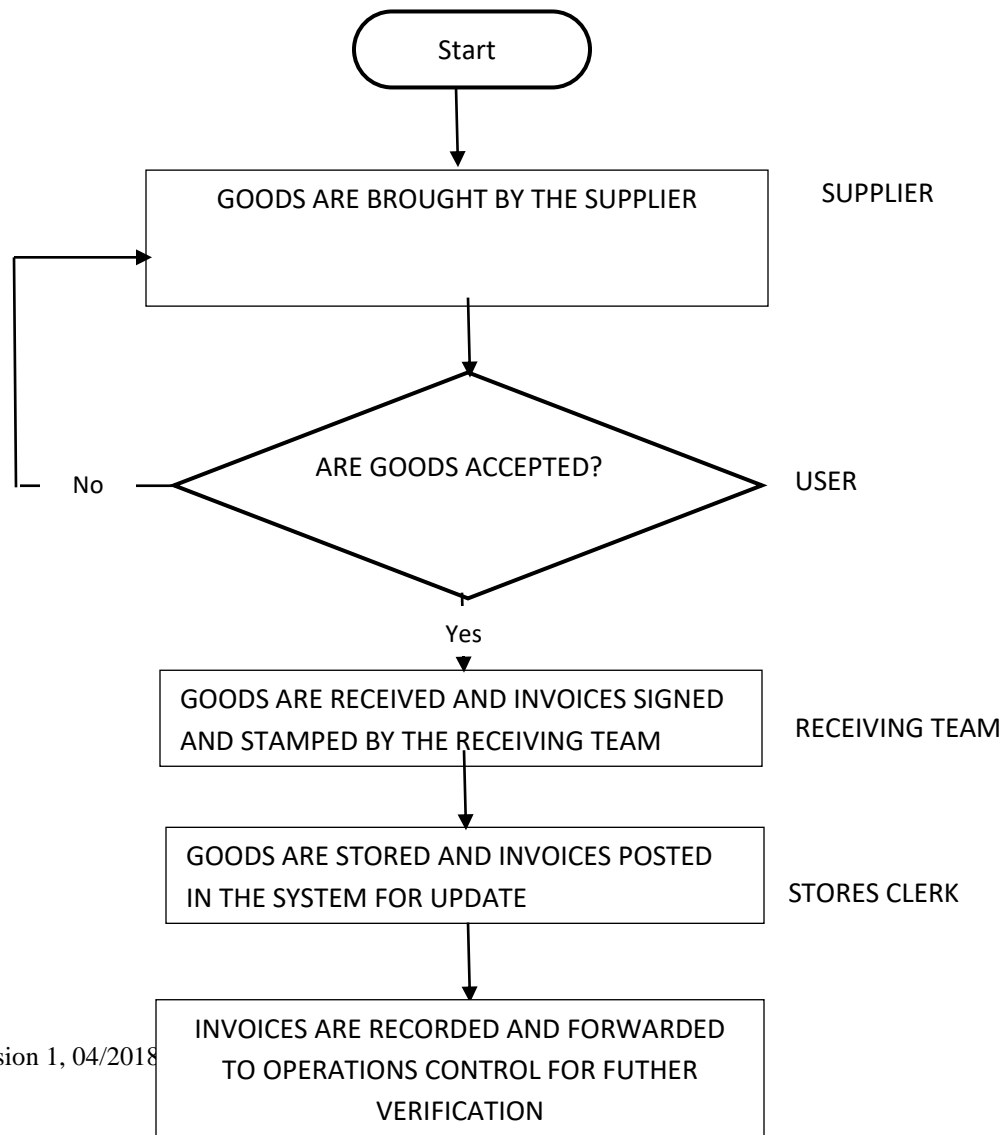 Start
GOODS ARE BROUGHT BY THE SUPPLIER
SUPPLIER
ARE GOODS ACCEPTED?
No
USER
Yes
GOODS ARE RECEIVED AND INVOICES SIGNED
AND STAMPED BY THE RECEIVING TEAM
RECEIVING TEAM
GOODS ARE STORED AND INVOICES POSTED
IN THE SYSTEM FOR UPDATE
STORES CLERK
INVOICES ARE RECORDED AND FORWARDED
TO OPERATIONS CONTROL FOR FUTHER
VERIFICATION
sion 1, 04/2018